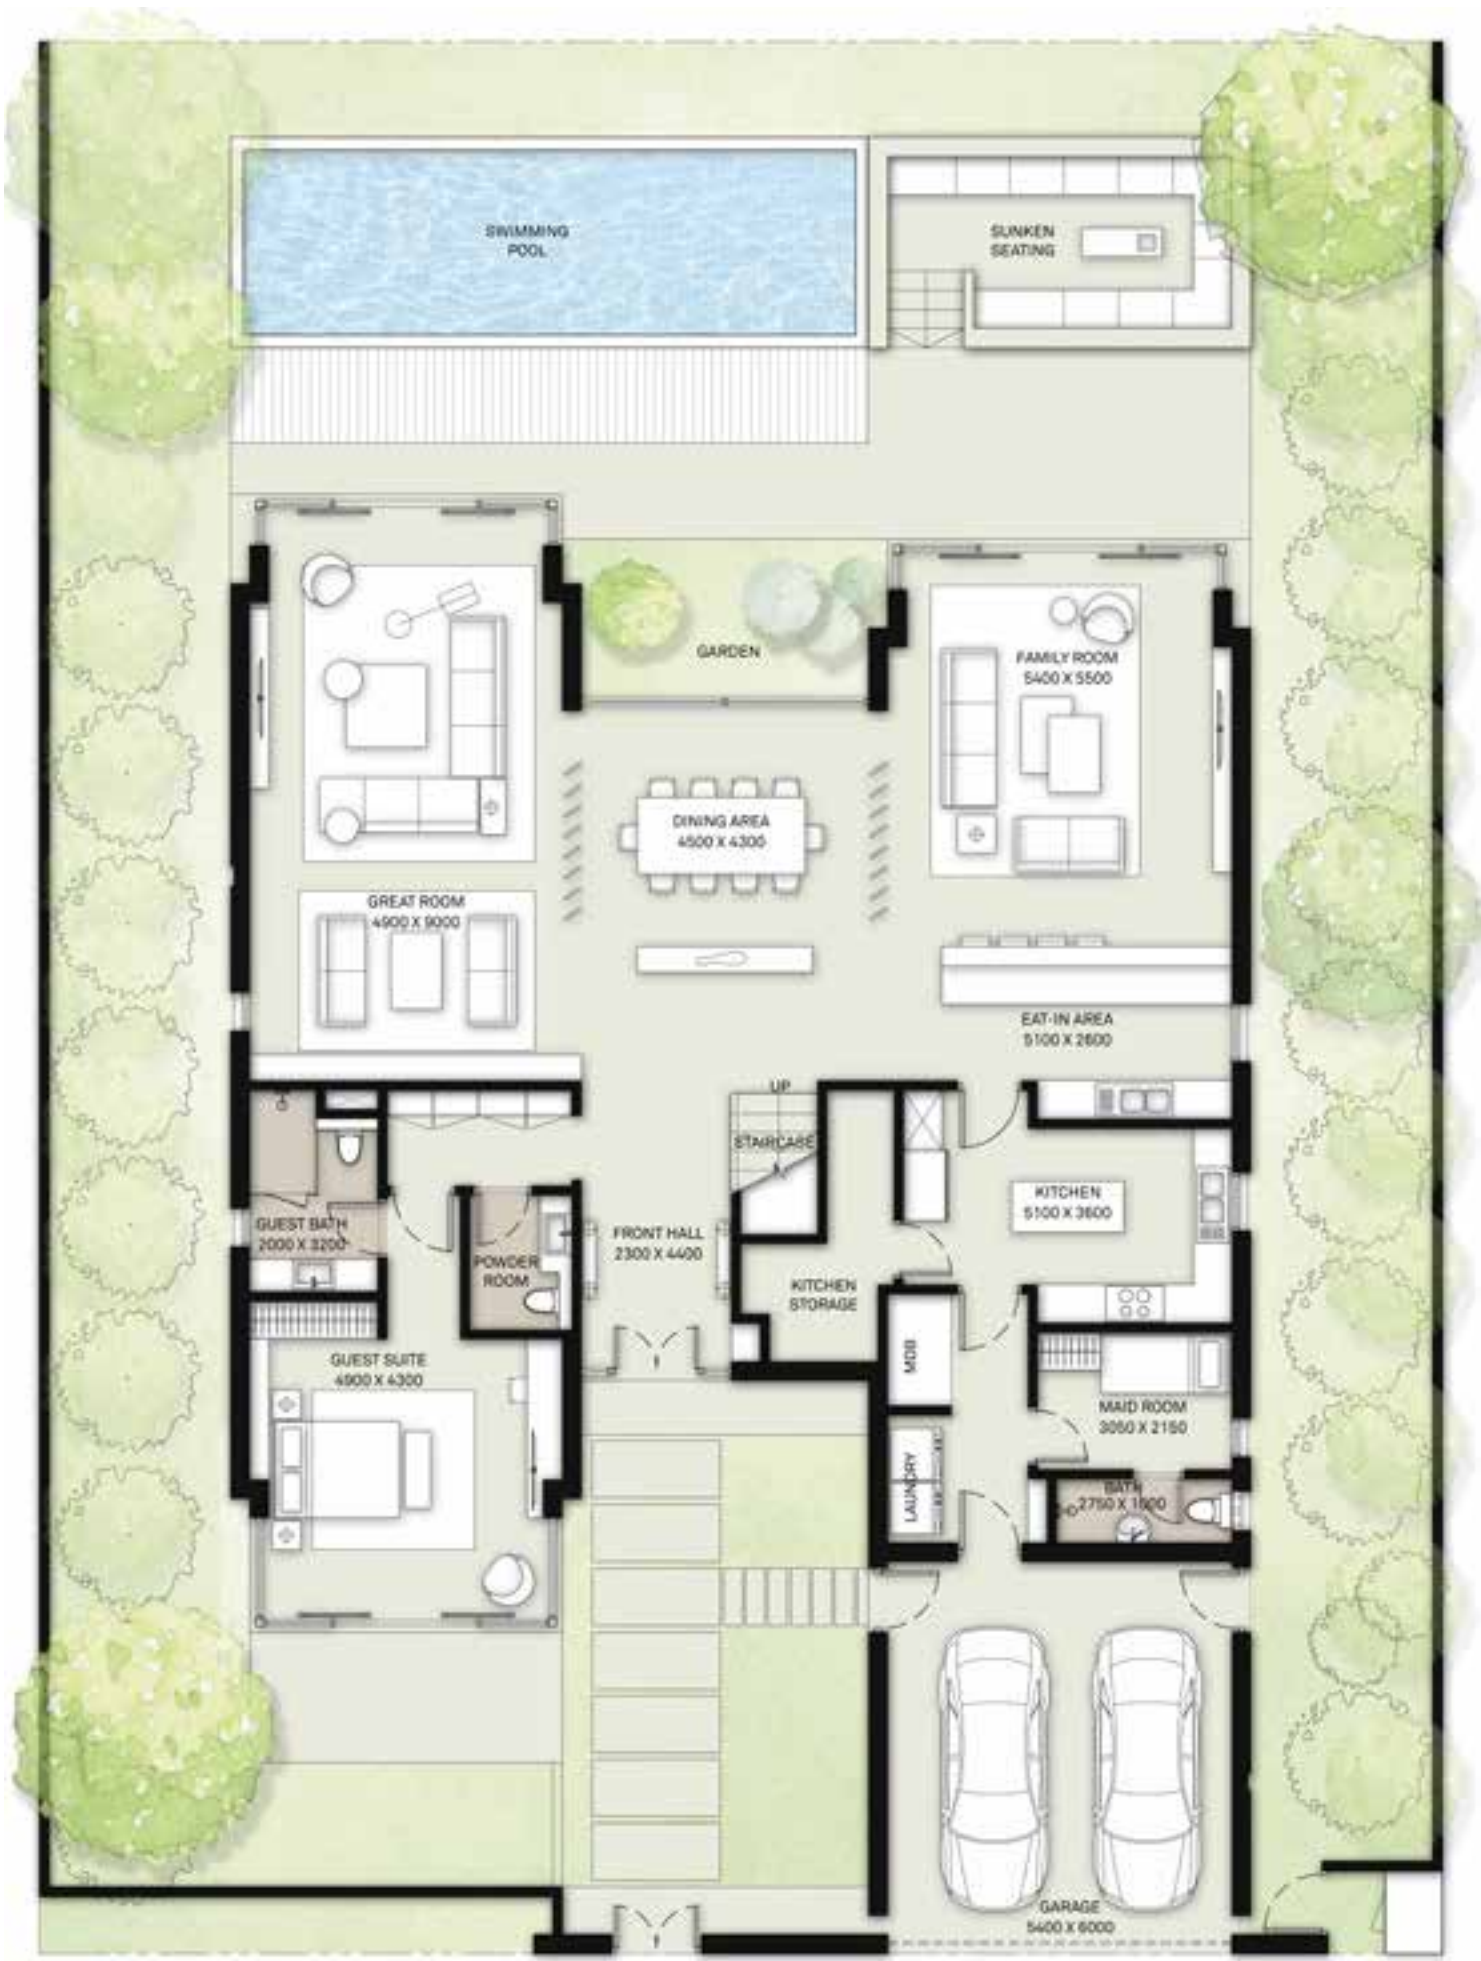 SWIMMING
POOL
SUNKEN
SEATING
GARDEN
FAMILY ROOM
5400 X 5500
DINING AREA
4500 X 4300
GREAT ROOM
4900 X 9000
EAT-IN AREA
5100 X 2600
UP
STAIRCASE
KITCHEN
5100 X 3600
GUEST BATH
2000 X 3200
FRONT HALL
2300 X 4400
POWDER
ROOM
KITCHEN
STORAGE
MDB
GUEST SUITE
4900 X 4300
MAID ROOM
3050 X 2150
LAUNDRY
BATH
2750 X 1000
GARAGE
5400 X 6000